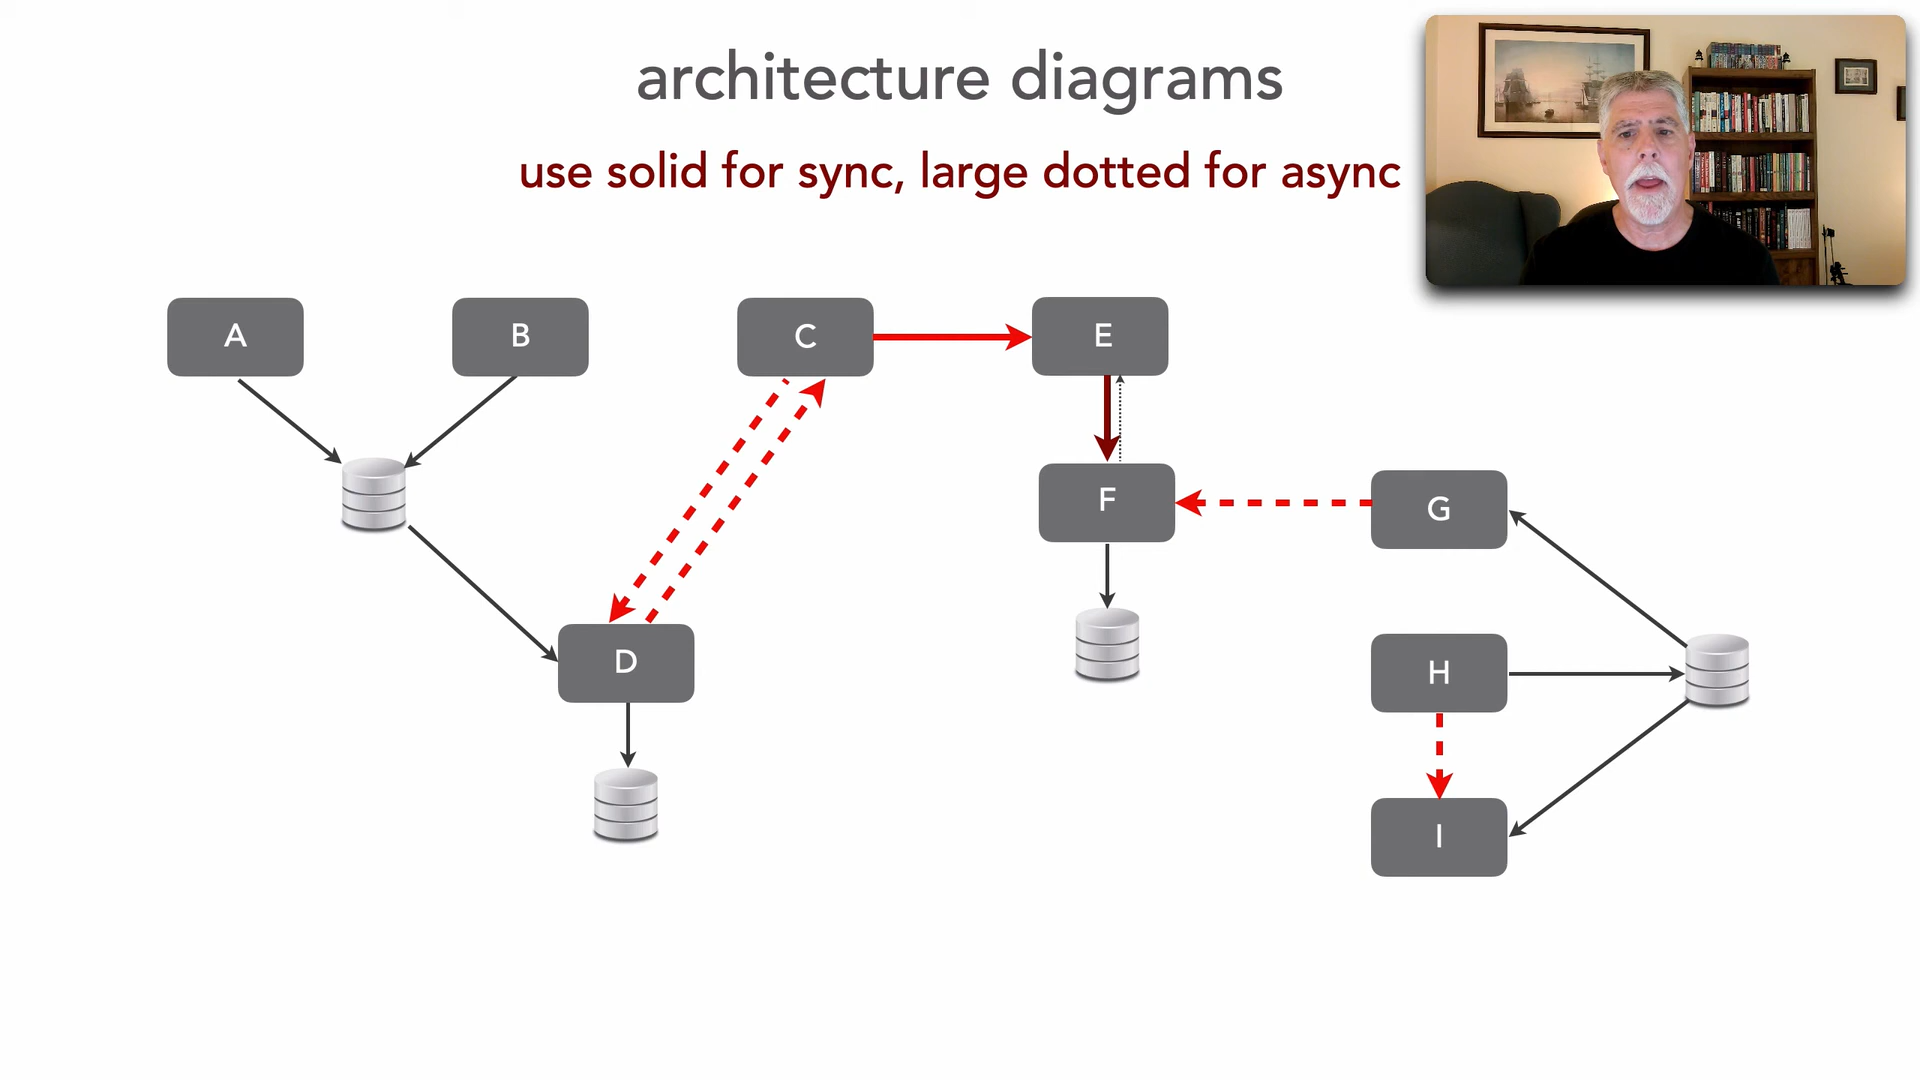 architecture diagrams
use solid for sync, large dotted for async
A
B
C
E
F
G
D
H
I